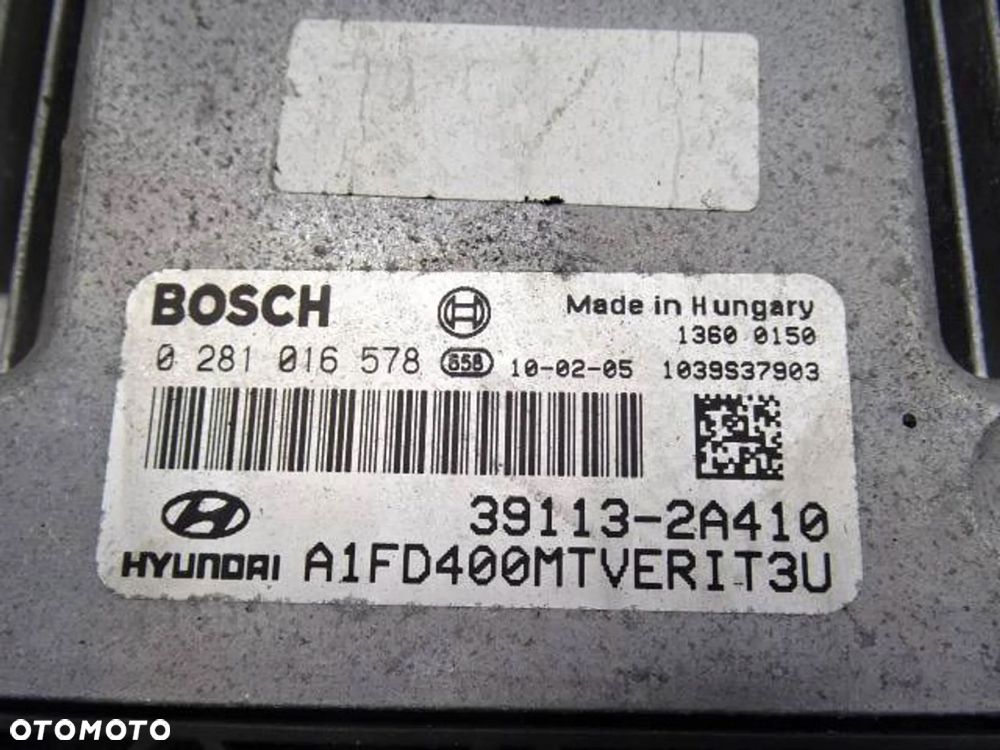 BOSCH
Made in Hungary
1360 0150
0 281 016 578 858 10-02-05 1039S37903
39113-2A410
HYUNDAI A1FD400MTVERIT3U
OTOMOTO